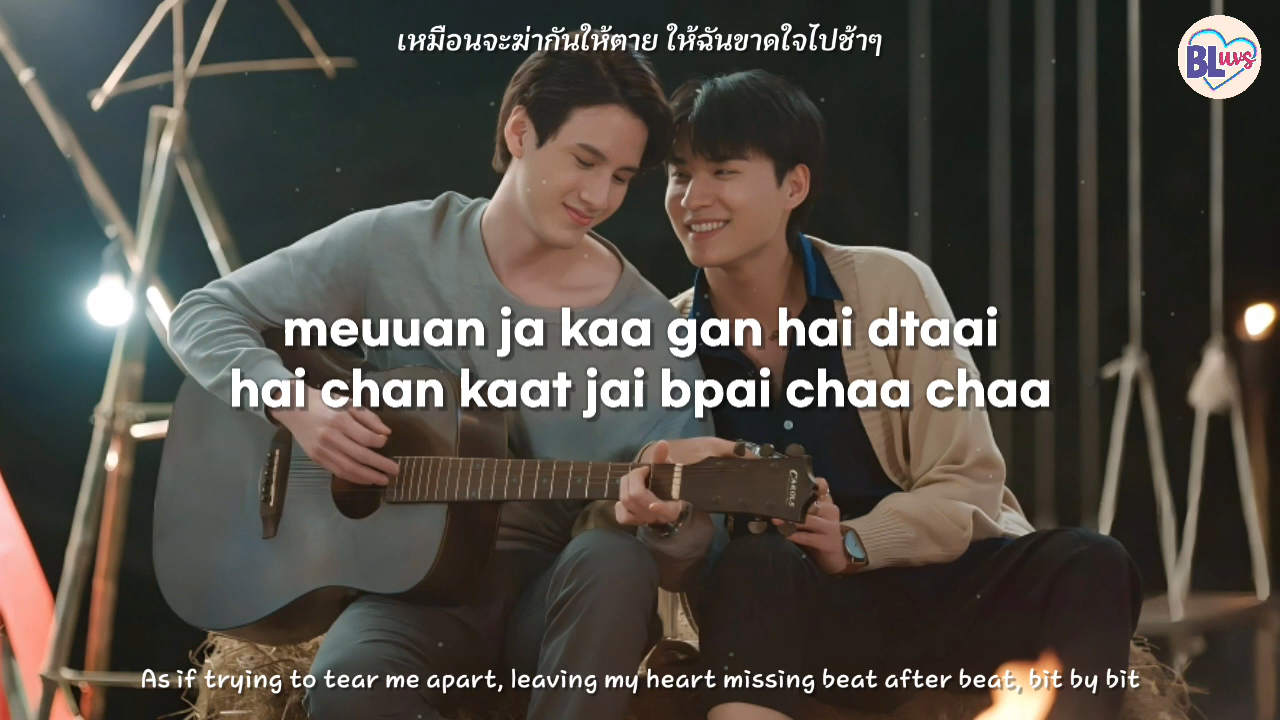 เหมือนจะฆ่ากันให้ตาย ให้ฉันขาดใจไปช้าๆ
BLuvs
meuuan ja kaa gan hai dtaai
hai chan kaat jai bpai chaa chaa
CAROLE
As if trying to tear me apart, leaving my heart missing beat after beat, bit by bit